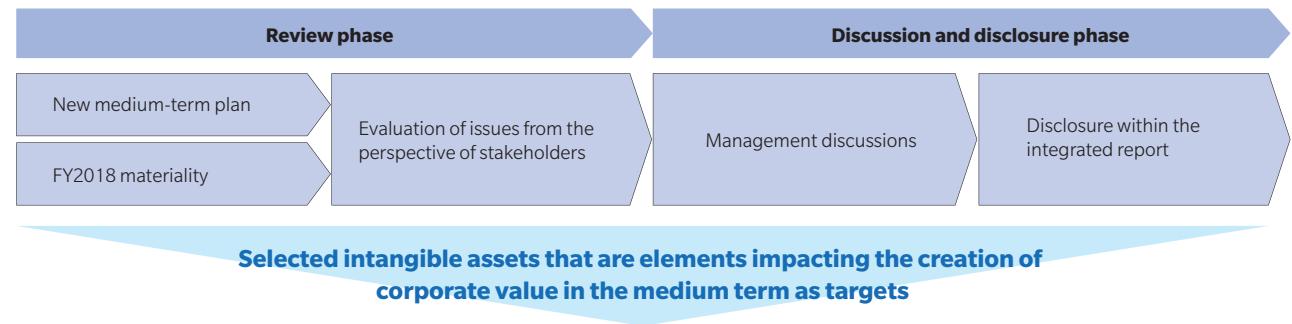 Review phase
Discussion and disclosure phase
New medium-term plan
FY2018 materiality
Evaluation of issues from the
perspective of stakeholders
Management discussions
Disclosure within the
integrated report
Selected intangible assets that are elements impacting the creation of
corporate value in the medium term as targets